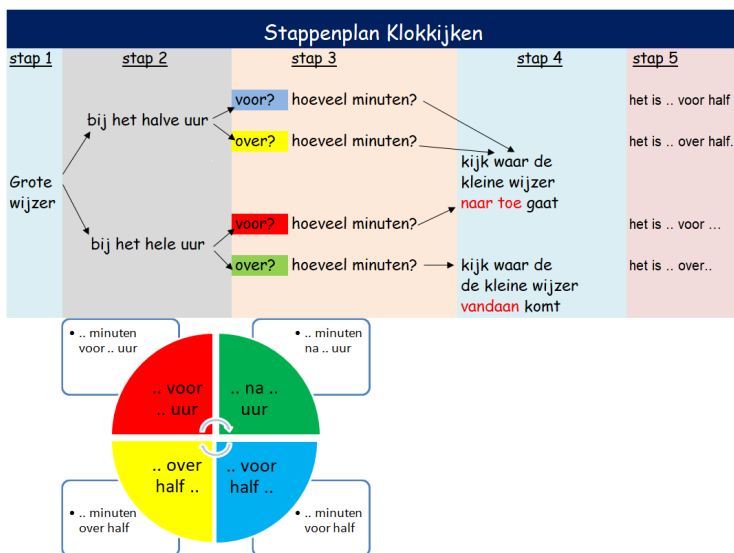 Stappenplan Klokkijken
stap 1
stap 2
stap 3
stap 4
stap 5
Grote
wijzer
bij het halve uur
bij het hele uur
voor? hoeveel minuten?
over? hoeveel minuten?
voor? hoeveel minuten?
over? hoeveel minuten?
kijk waar de
kleine wijzer
naar toe gaat
kijk waar de
de kleine wijzer
vandaan komt
het is .. voor half
het is .. over half.
het is .. voor ...
het is .. over..
• .. minuten
voor .. uur
• .. minuten
na .. uur
.. voor
.. uur
.. na ..
uur
.. over
half ..
.. voor
half ..
• .. minuten
over half
• .. minuten
voor half